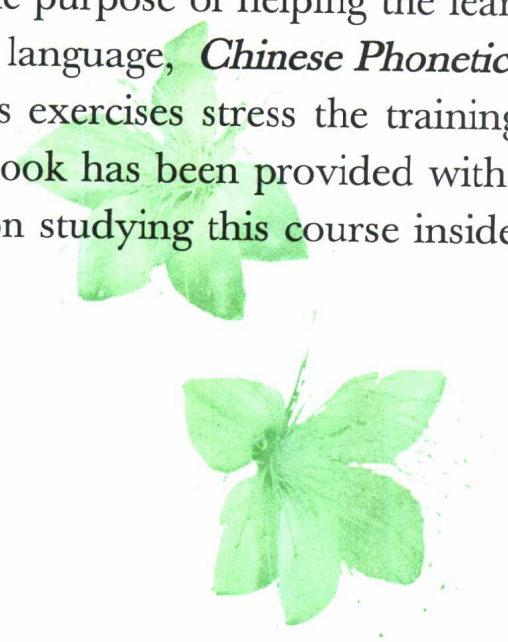 purpose of helping the lear
language, Chinese Phonetic
s exercises stress the training
ook has been provided with
n studying this course inside